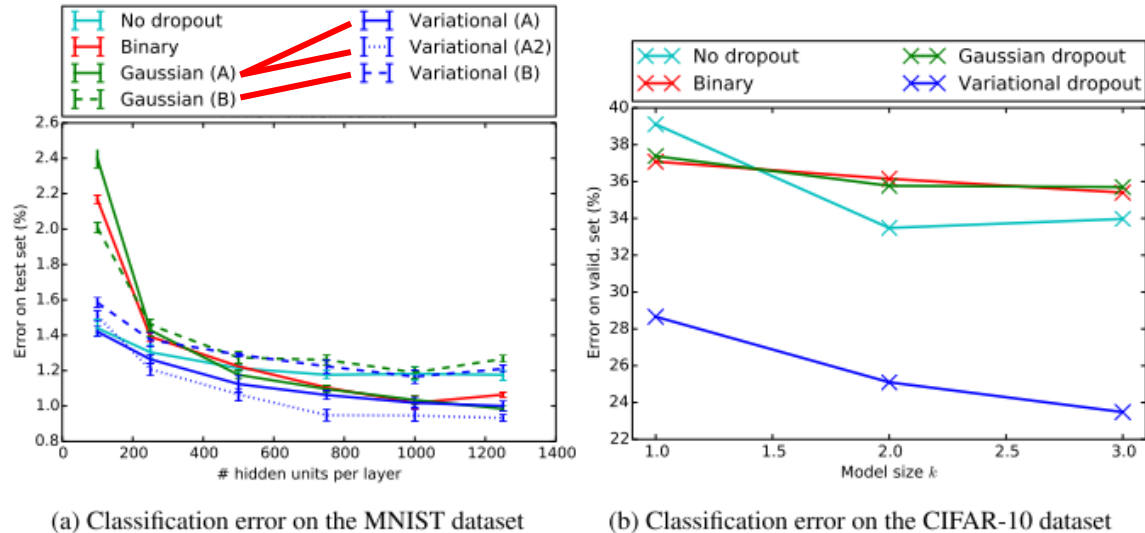 No dropout
Binary
Gaussian (A)
Gaussian (B)
Variational (A)
Variational (A2)
Variational (B)
Error on test set (%)
2.6
2.4
2.2
2.0
1.8
1.6
1.4
1.2
1.0
0.8
0 200 400 600 800 1000 1200 1400
# hidden units per layer
(a) Classification error on the MNIST dataset
No dropout
Binary
Gaussian dropout
Variational dropout
Error on valid. set (%)
40
38
36
34
32
30
28
26
24
22
1.0 1.5 2.0 2.5 3.0
Model size k
(b) Classification error on the CIFAR-10 dataset